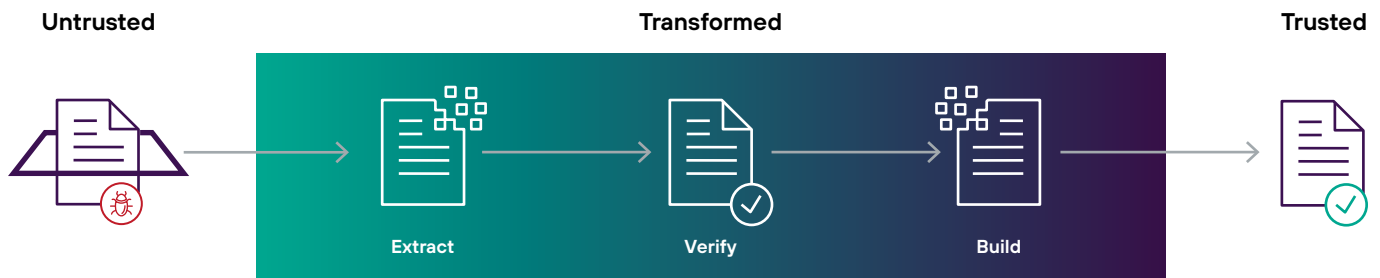 Untrusted
Transformed
Trusted
Extract
Verify
Build